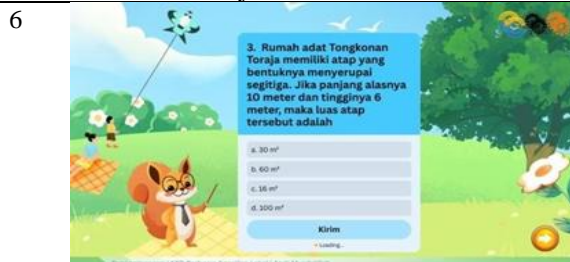 6
3. Rumah adat Tongkonan
Toraja memiliki atap yang
bentuknya menyerupai
segitiga. Jika panjang alasnya
10 meter dan tingginya 6
meter, maka luas atap
tersebut adalah
a. 30 m²
b. 60 m²
c. 16 m²
d. 100 m²
Kirim
Loading..